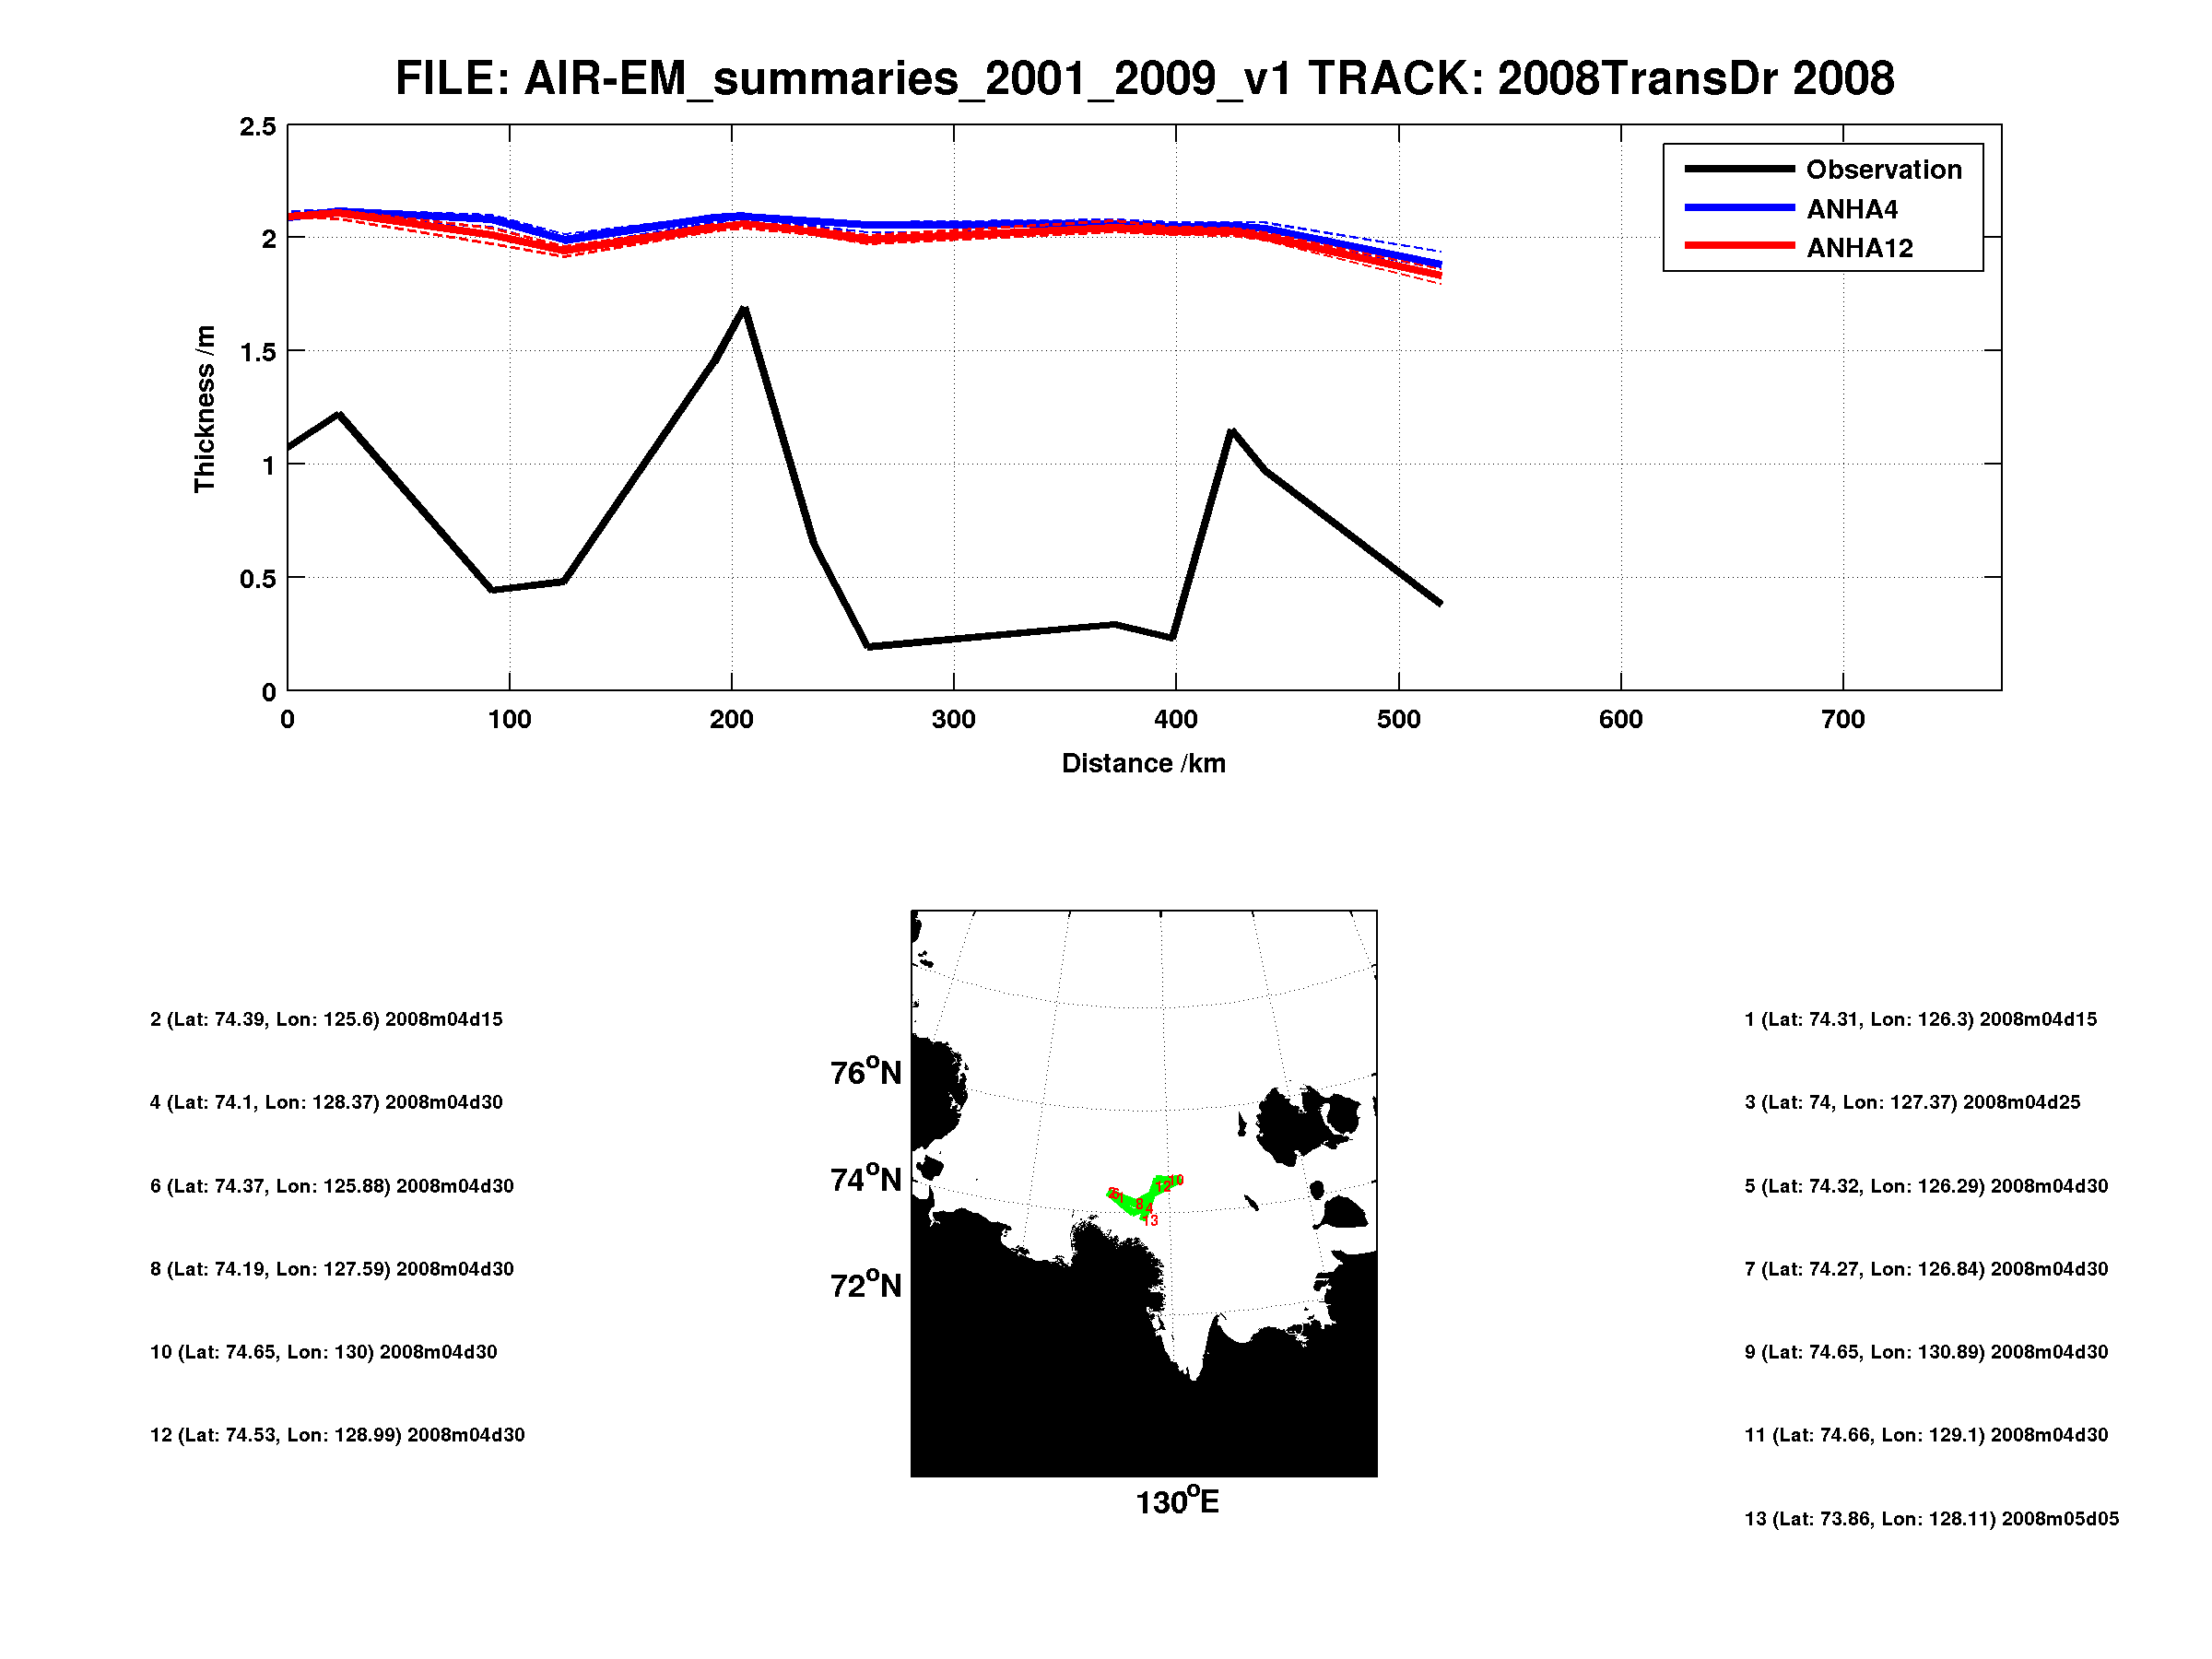 FILE: AIR-EM_summaries_2001_2009_v1 TRACK: 2008TransDr 2008
2.5
2
1.5
1
0.5
0
Thickness /m
Observation
ANHA4
ANHA12
0 100 200 300 400 500 600 700
Distance /km
2 (Lat: 74.39, Lon: 125.6) 2008m04d15
4 (Lat: 74.1, Lon: 128.37) 2008m04d30
6 (Lat: 74.37, Lon: 125.88) 2008m04d30
8 (Lat: 74.19, Lon: 127.59) 2008m04d30
10 (Lat: 74.65, Lon: 130) 2008m04d30
12 (Lat: 74.53, Lon: 128.99) 2008m04d30
76°N
74°N
72°N
130°E
6
1
8
4
13
12
10
1 (Lat: 74.31, Lon: 126.3) 2008m04d15
3 (Lat: 74, Lon: 127.37) 2008m04d25
5 (Lat: 74.32, Lon: 126.29) 2008m04d30
7 (Lat: 74.27, Lon: 126.84) 2008m04d30
9 (Lat: 74.65, Lon: 130.89) 2008m04d30
11 (Lat: 74.66, Lon: 129.1) 2008m04d30
13 (Lat: 73.86, Lon: 128.11) 2008m05d05